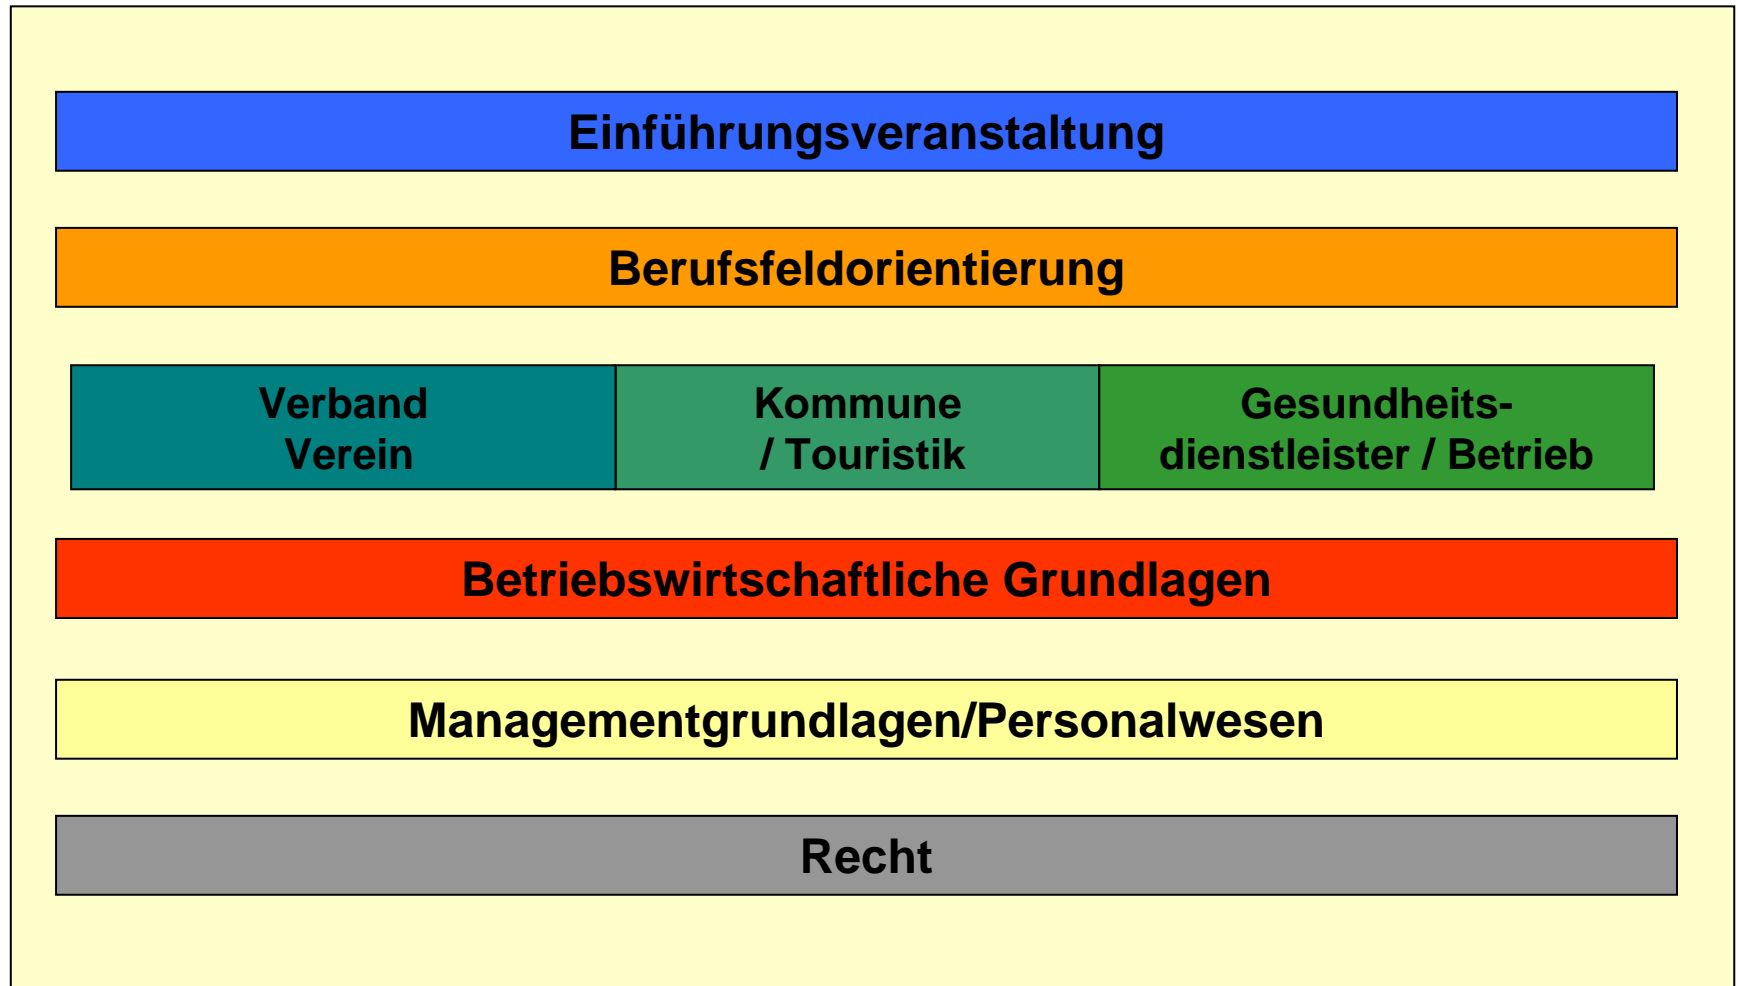 Einführungsveranstaltung
Berufsfeldorientierung
Verband
Verein
Kommune
/ Touristik
Gesundheits-
dienstleister / Betrieb
Betriebswirtschaftliche Grundlagen
Managementgrundlagen/Personalwesen
Recht